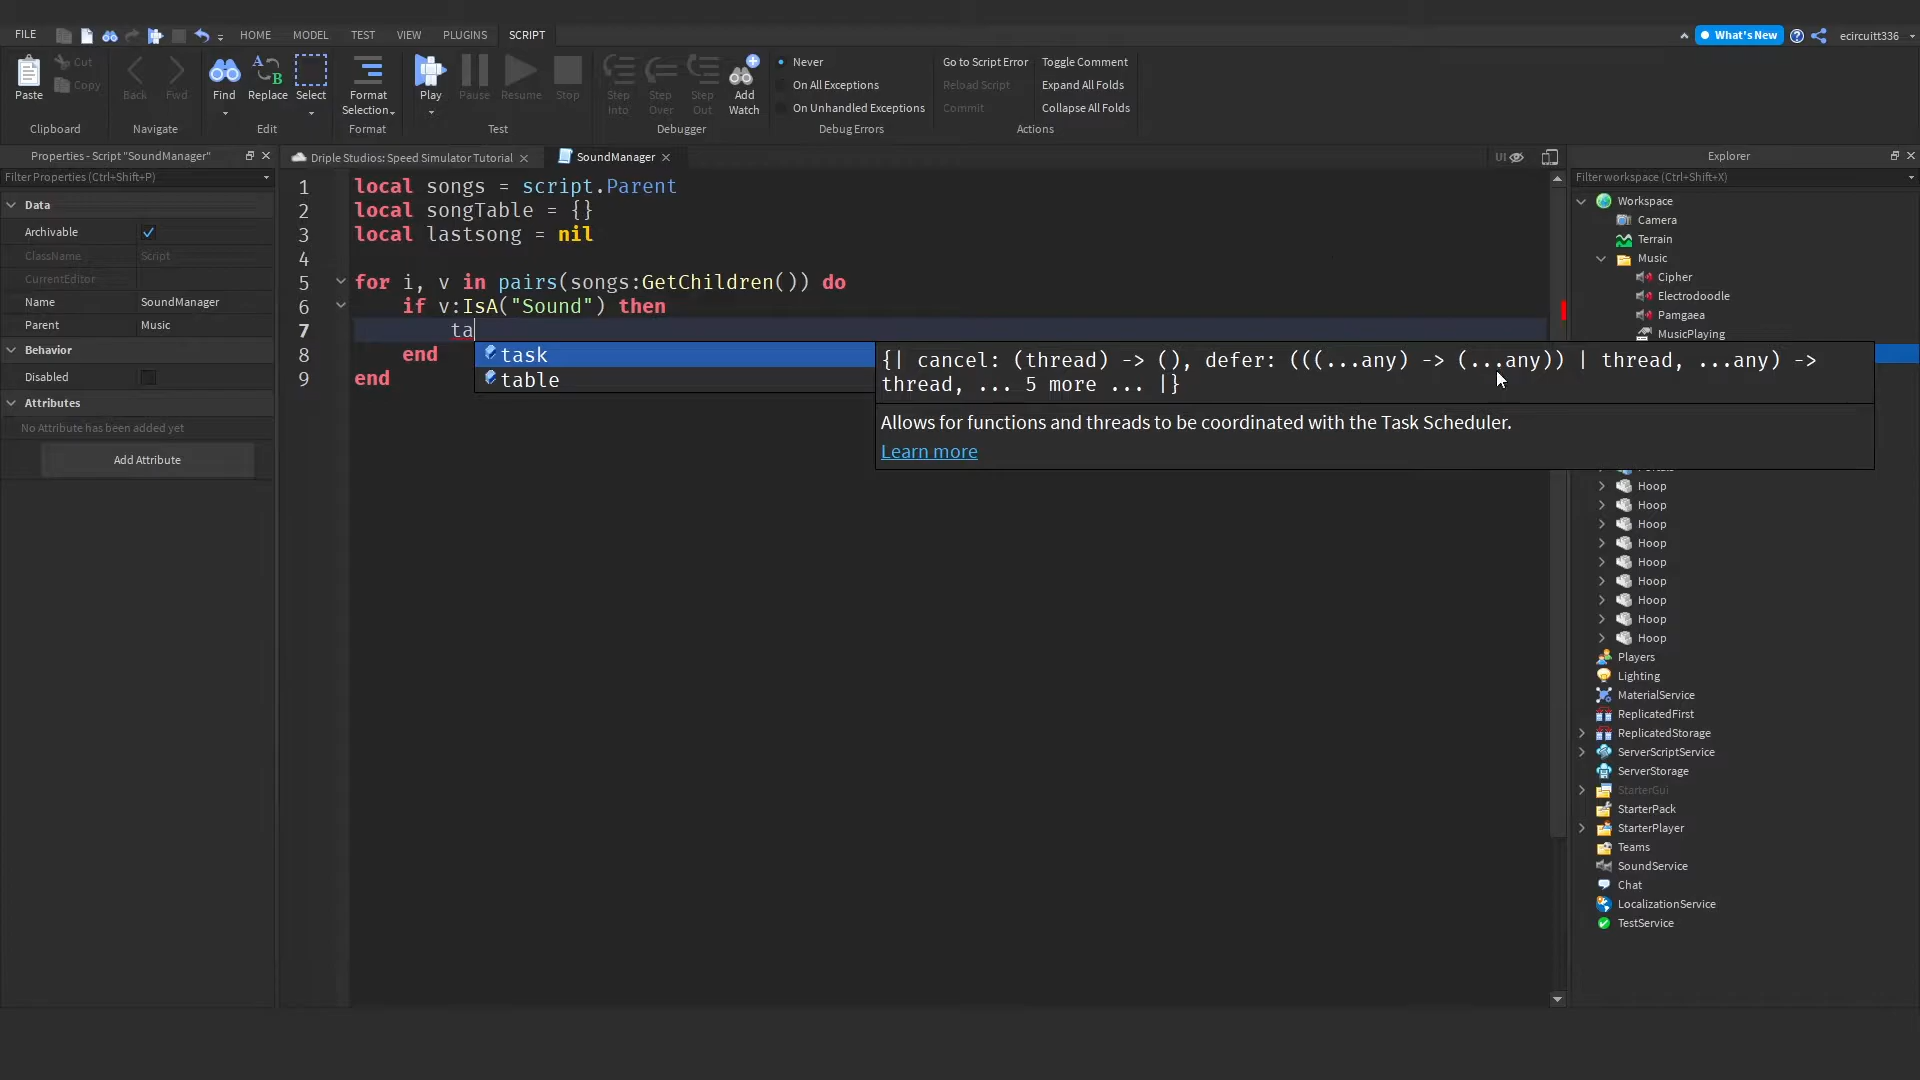 FILE HOME MODEL TEST VIEW PLUGINS SCRIPT What's New ecircuitt336
Paste Cut Copy
Clipboard
Back Fwd
Navigate
Find Replace Select
Edit
Format Selection
Format
Play Pause Resume Stop
Test
Step Into Step Over Step Out Add Watch
Debugger
Never
On All Exceptions
On Unhandled Exceptions
Debug Errors
Go to Script Error Toggle Comment
Reload Script Expand All Folds
Commit Collapse All Folds
Actions
Properties - Script "SoundManager"
Filter Properties (Ctrl+Shift+P)
Data
Archivable
ClassName Script
CurrentEditor
Name SoundManager
Parent Music
Behavior
Disabled
Attributes
No Attribute has been added yet
Add Attribute
Driple Studios: Speed Simulator Tutorial SoundManager UI
1 local songs = script.Parent
2 local songTable = {}
3 local lastsong = nil
4
5 for i, v in pairs(songs:GetChildren()) do
6 if v:IsA("Sound") then
7 ta
8 end
9 end
task
table
{| cancel: (thread) -> (), defer: (((...any) -> (...any)) | thread, ...any) ->
thread, ... 5 more ... |}
Allows for functions and threads to be coordinated with the Task Scheduler.
Learn more
Explorer
Filter workspace (Ctrl+Shift+X)
Workspace
Camera
Terrain
Music
Cipher
Electrodoodle
Pamgaea
MusicPlaying
Hoop
Hoop
Hoop
Hoop
Hoop
Hoop
Hoop
Hoop
Hoop
Players
Lighting
MaterialService
ReplicatedFirst
ReplicatedStorage
ServerScriptService
ServerStorage
StarterGui
StarterPack
StarterPlayer
Teams
SoundService
Chat
LocalizationService
TestService